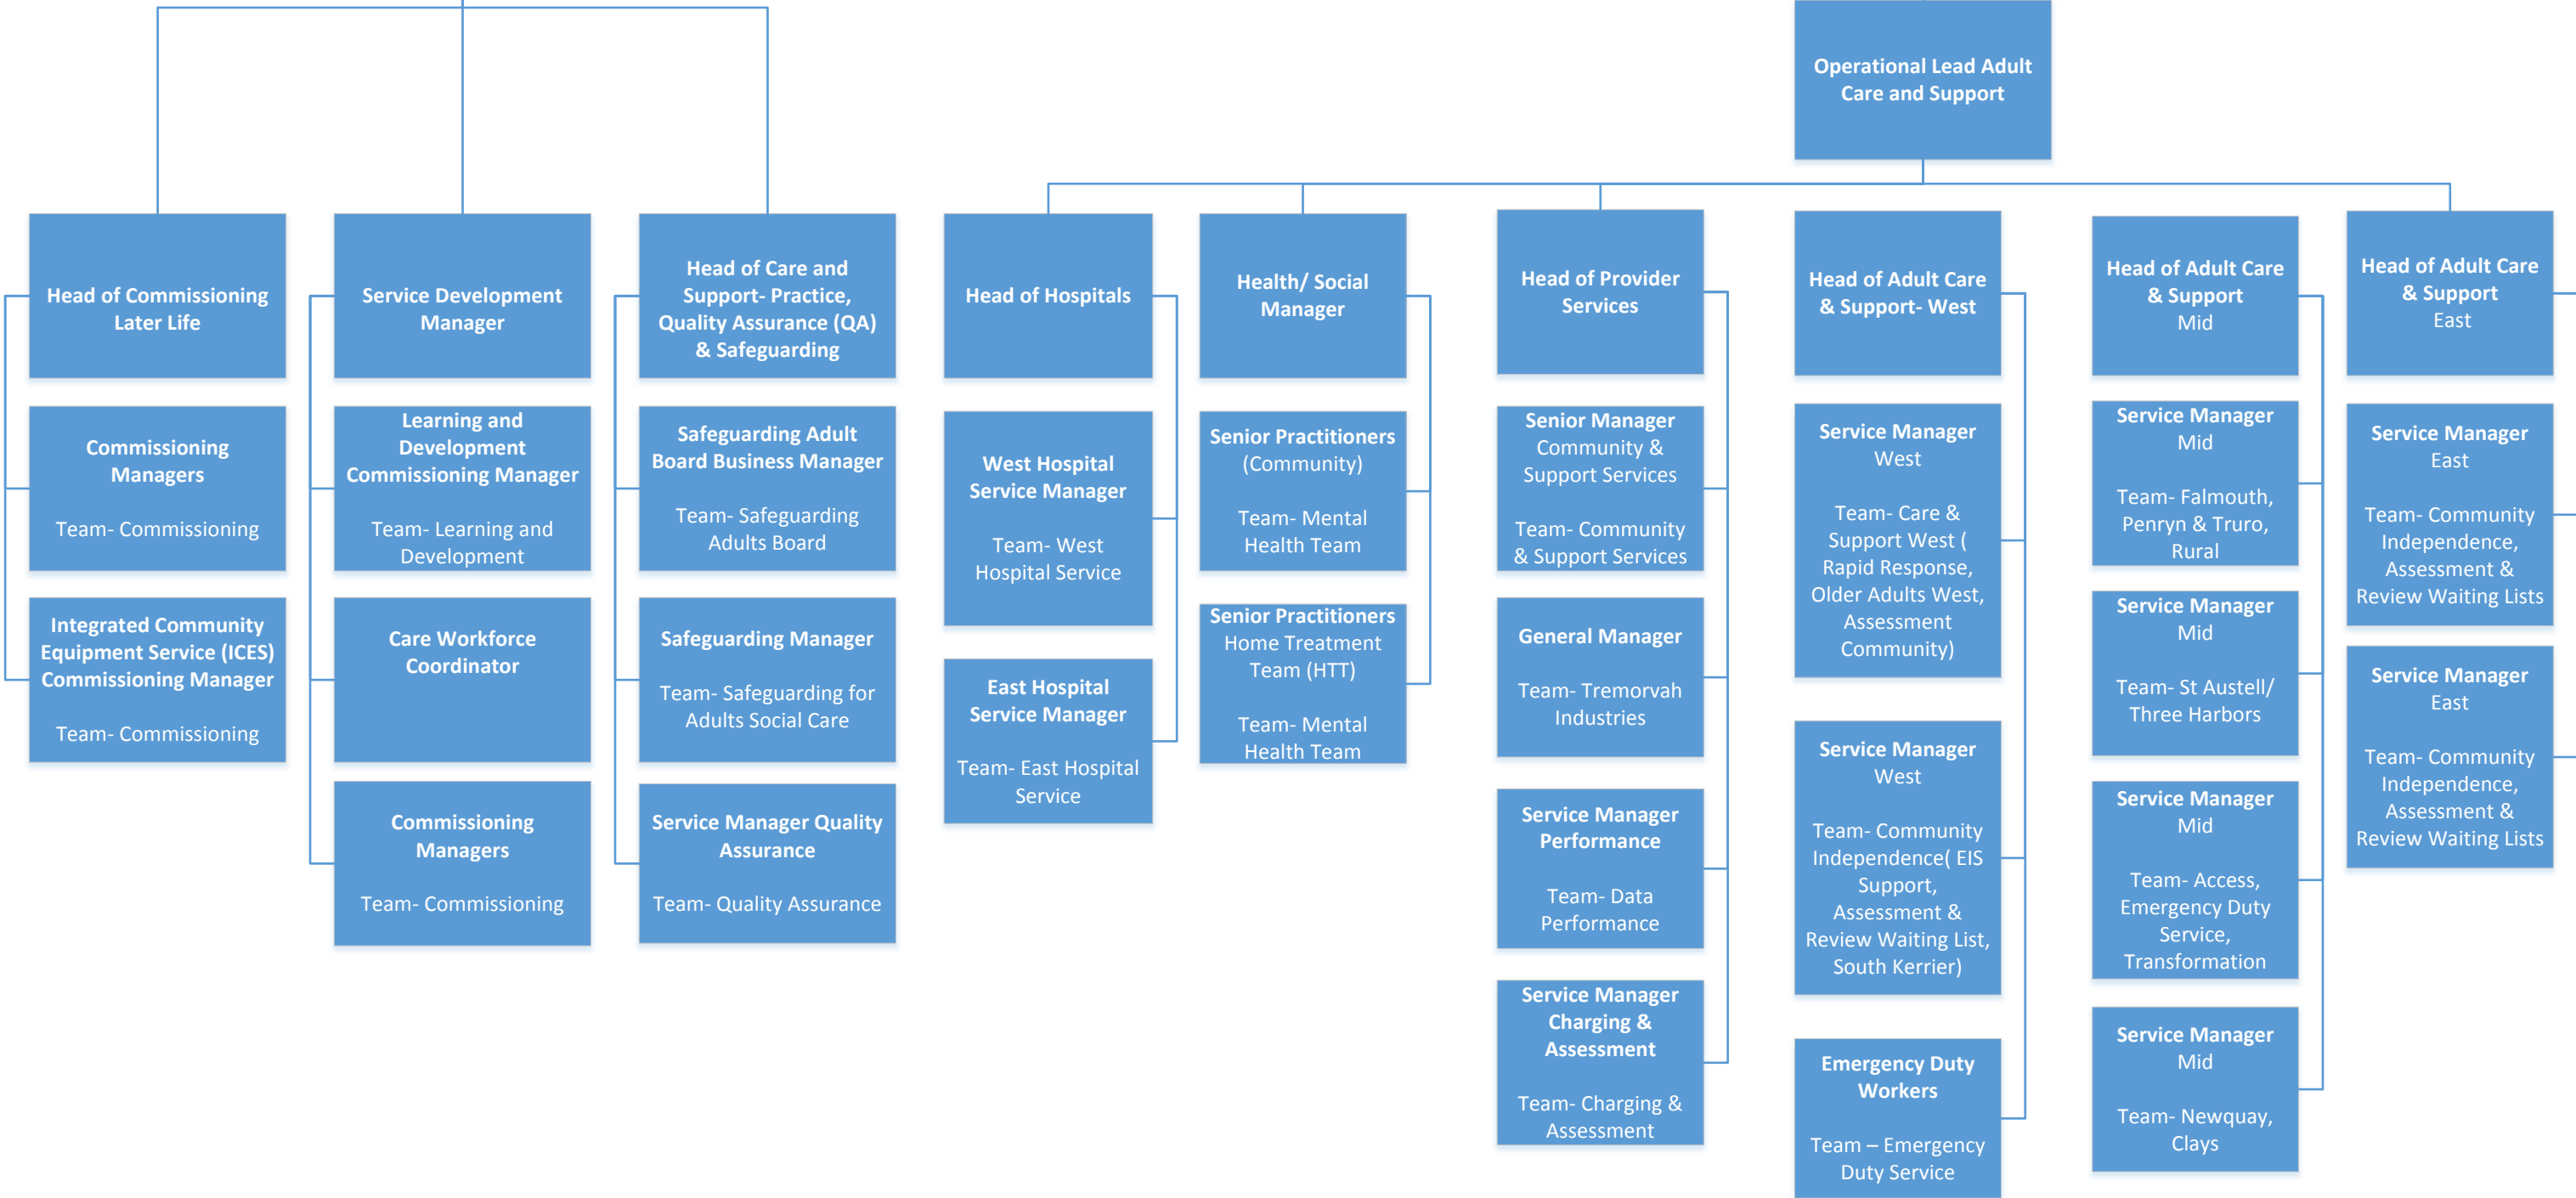 Operational Lead Adult
Care and Support
Head of Commissioning
Later Life
Commissioning
Managers
Team- Commissioning
Integrated Community
Equipment Service (ICES)
Commissioning Manager
Team- Commissioning
Service Development
Manager
Learning and
Development
Commissioning Manager
Team- Learning and
Development
Care Workforce
Coordinator
Commissioning
Managers
Team- Commissioning
Head of Care and
Support- Practice,
Quality Assurance (QA)
& Safeguarding
Safeguarding Adult
Board Business Manager
Team- Safeguarding
Adults Board
Safeguarding Manager
Team- Safeguarding for
Adults Social Care
Service Manager Quality
Assurance
Team- Quality Assurance
Head of Hospitals
West Hospital
Service Manager
Team- West
Hospital Service
East Hospital
Service Manager
Team- East Hospital
Service
Health/ Social
Manager
Senior Practitioners
(Community)
Team- Mental
Health Team
Senior Practitioners
Home Treatment
Team (HTT)
Team- Mental
Health Team
Head of Provider
Services
Senior Manager
Community &
Support Services
Team- Community
& Support Services
General Manager
Team- Tremorvah
Industries
Service Manager
Performance
Team- Data
Performance
Service Manager
Charging &
Assessment
Team- Charging &
Assessment
Head of Adult Care
& Support- West
Service Manager
West
Team- Care &
Support West (
Rapid Response,
Older Adults West,
Assessment
Community)
Service Manager
West
Team- Community
Independence( EIS
Support,
Assessment &
Review Waiting List,
South Kerrier)
Emergency Duty
Workers
Team – Emergency
Duty Service
Head of Adult Care
& Support
Mid
Service Manager
Mid
Team- Falmouth,
Penryn & Truro,
Rural
Service Manager
Mid
Team- St Austell/
Three Harbors
Service Manager
Mid
Team- Access,
Emergency Duty
Service,
Transformation
Service Manager
Mid
Team- Newquay,
Clays
Head of Adult Care
& Support
East
Service Manager
East
Team- Community
Independence,
Assessment &
Review Waiting Lists
Service Manager
East
Team- Community
Independence,
Assessment &
Review Waiting Lists